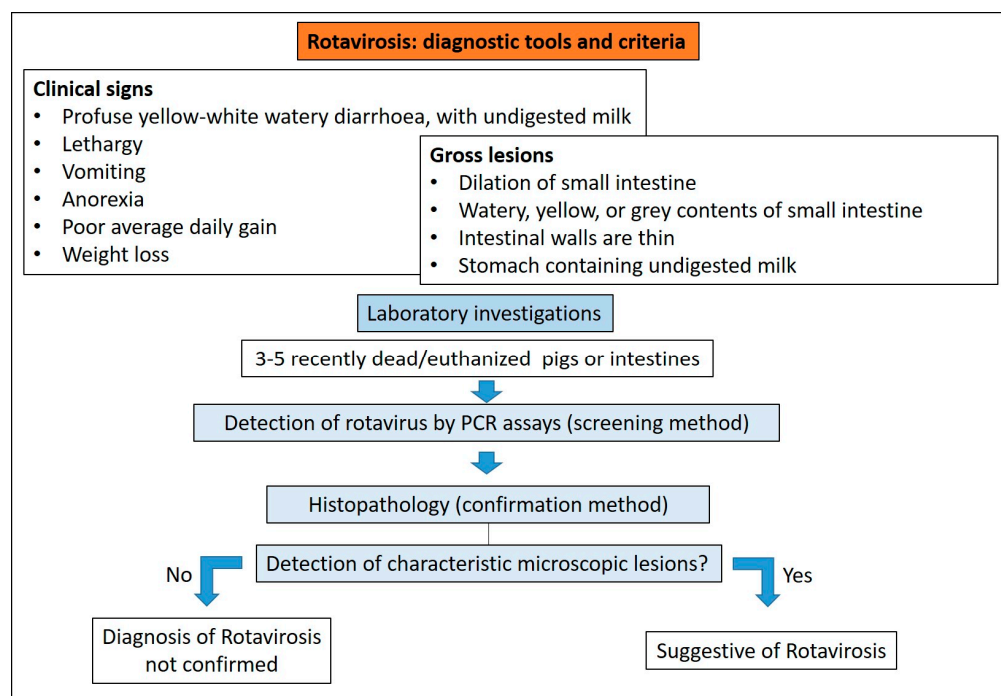 Rotavirosis: diagnostic tools and criteria
Clinical signs
• Profuse yellow-white watery diarrhoea, with undigested milk
• Lethargy
• Vomiting
• Anorexia
• Poor average daily gain
• Weight loss
Gross lesions
• Dilation of small intestine
• Watery, yellow, or grey contents of small intestine
• Intestinal walls are thin
• Stomach containing undigested milk
Laboratory investigations
3-5 recently dead/euthanized pigs or intestines
Detection of rotavirus by PCR assays (screening method)
Histopathology (confirmation method)
Detection of characteristic microscopic lesions?
No
Yes
Diagnosis of Rotavirosis
not confirmed
Suggestive of Rotavirosis